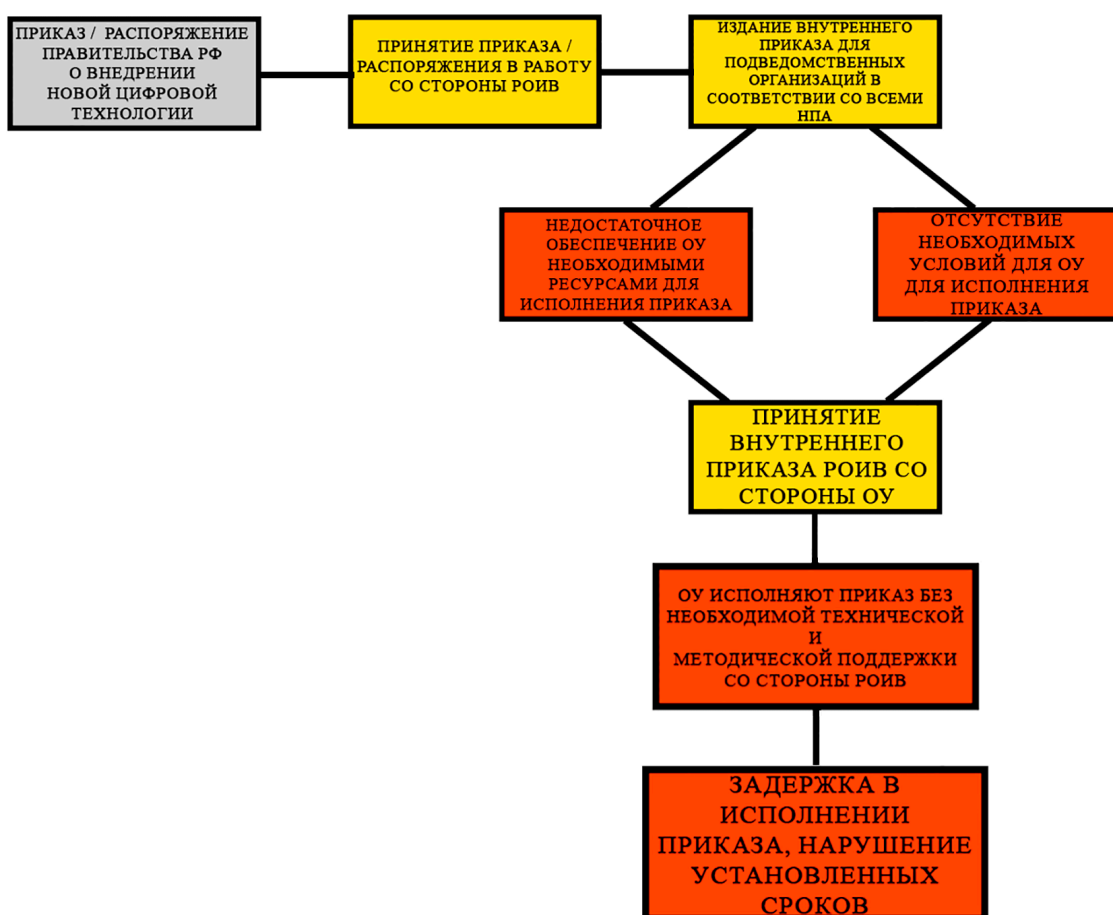 ПРИКАЗ / РАСПОРЯЖЕНИЕ
ПРАВИТЕЛЬСТВА РФ
О ВНЕДРЕНИИ
НОВОЙ ЦИФРОВОЙ
ТЕХНОЛОГИИ
ПРИНЯТИЕ ПРИКАЗА /
РАСПОРЯЖЕНИЯ В РАБОТУ
СО СТОРОНЫ РОИВ
ИЗДАНИЕ ВНУТРЕННЕГО
ПРИКАЗА ДЛЯ
ПОДВЕДОМСТВЕННЫХ
ОРГАНИЗАЦИЙ В
СООТВЕТСТВИИ СО ВСЕМИ
НПА
НЕДОСТАТОЧНОЕ
ОБЕСПЕЧЕНИЕ ОУ
НЕОБХОДИМЫМИ
РЕСУРСАМИ ДЛЯ
ИСПОЛНЕНИЯ ПРИКАЗА
ОТСУТСТВИЕ
НЕОБХОДИМЫХ
УСЛОВИЙ ДЛЯ ОУ
ДЛЯ ИСПОЛНЕНИЯ
ПРИКАЗА
ПРИНЯТИЕ
ВНУТРЕННЕГО
ПРИКАЗА РОИВ СО
СТОРОНЫ ОУ
ОУ ИСПОЛНЯЮТ ПРИКАЗ БЕЗ
НЕОБХОДИМОЙ ТЕХНИЧЕСКОЙ
И
МЕТОДИЧЕСКОЙ ПОДДЕРЖКИ
СО СТОРОНЫ РОИВ
ЗАДЕРЖКА В
ИСПОЛНЕНИИ
ПРИКАЗА, НАРУШЕНИЕ
УСТАНОВЛЕННЫХ
СРОКОВ